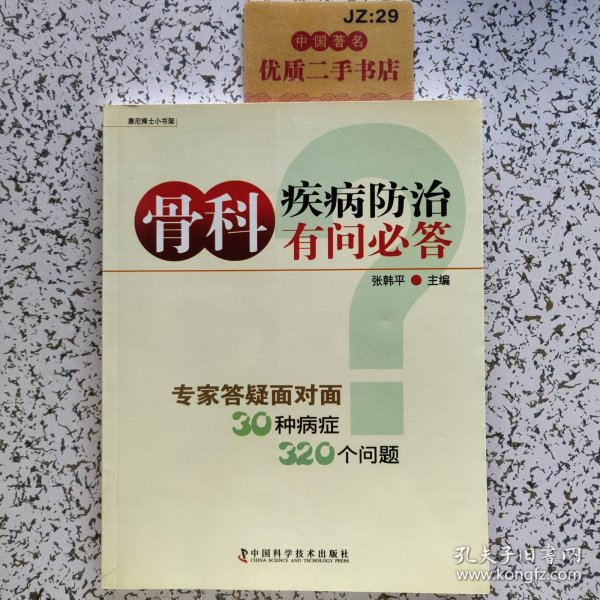 JZ:29
中国著名
优质二手书店
康尼博士小书架
骨科
疾病防治
有问必答
?
张韩平 ● 主编
专家答疑面对面
30种病症
320个问题
中国科学技术出版社
CHINA SCIENCE AND TECHOLOGY PRESS
孔夫子旧书网
www.kongfz.com